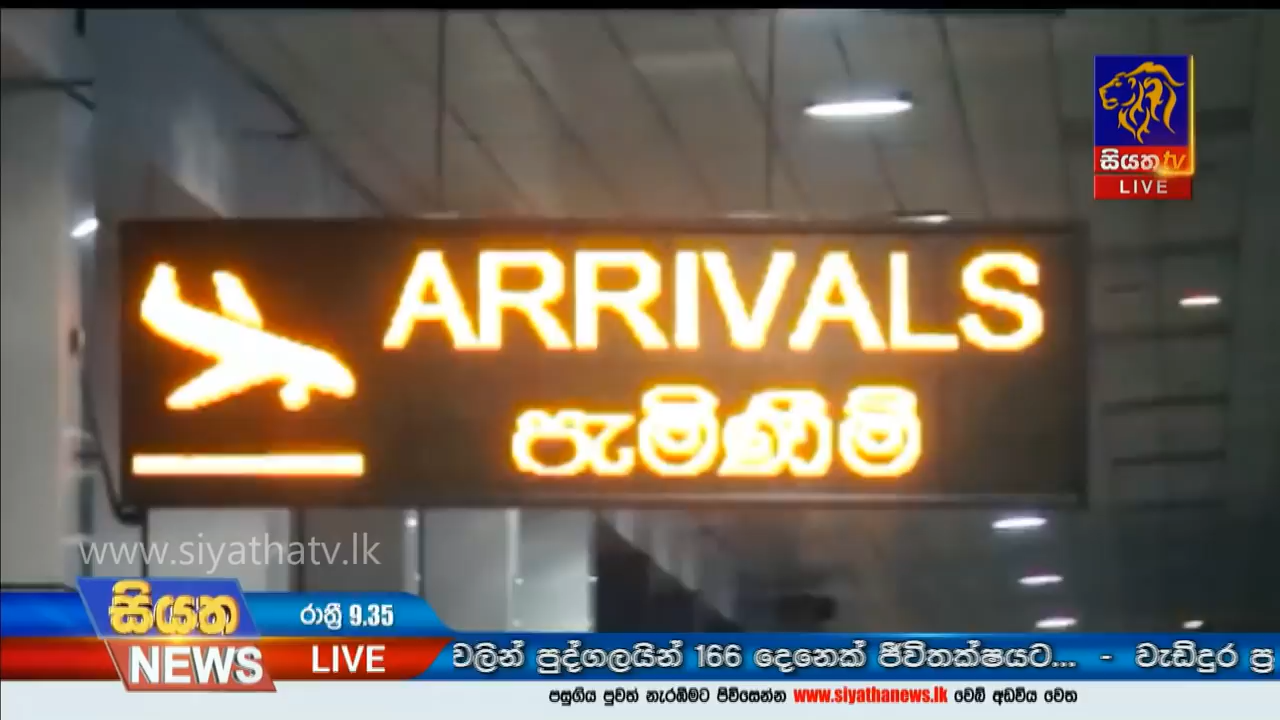 සියත tv
LIVE
ARRIVALS
පැමිණීම්
www.siyathatv.lk
සියත
රාත්‍රී 9.35
NEWS
LIVE
වලින් පුද්ගලයින් 166 දෙනෙක් ජීවිතක්ෂයට... - වැඩිදුර ප්‍ර
පසුගිය පුවත් නැරඹීමට පිවිසෙන්න www.siyathanews.lk වෙබ් අඩවිය වෙත